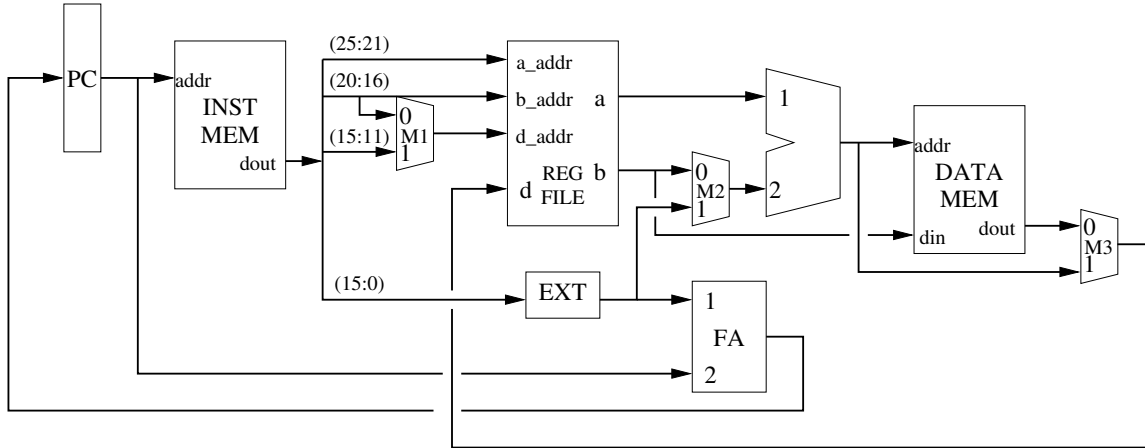 PC
addr
INST
MEM
dout
(25:21)
(20:16)
(15:11)
(15:0)
0
M1
1
a_addr
b_addr
d_addr
a
b
d
REG
FILE
EXT
0
M2
1
1
2
1
FA
2
addr
DATA
MEM
dout
din
0
M3
1